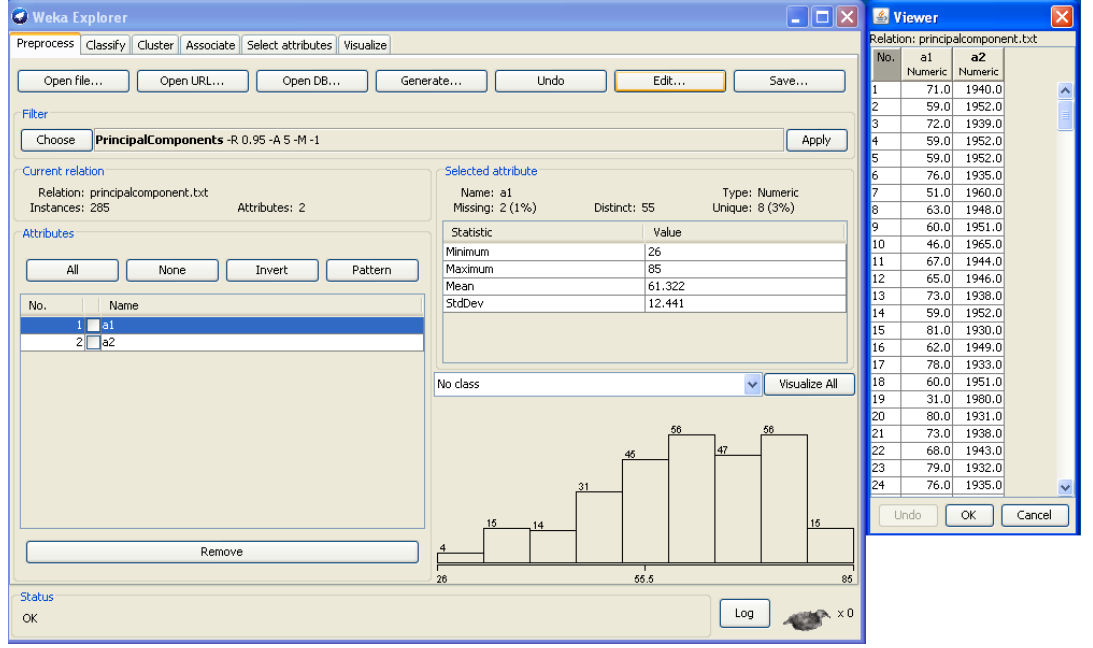 Weka Explorer
Preprocess Classify Cluster Associate Select attributes Visualize
Open file... Open URL... Open DB... Generate... Undo Edit... Save...
Filter
Choose PrincipalComponents -R 0.95 -A 5 -M -1 Apply
Current relation
Relation: principalcomponent.txt
Instances: 285 Attributes: 2
Attributes
All None Invert Pattern
No. Name
1 a1
2 a2
Remove
Selected attribute
Name: a1 Type: Numeric
Missing: 2 (1%) Distinct: 55 Unique: 8 (3%)
Statistic Value
Minimum 26
Maximum 85
Mean 61.322
StdDev 12.441
No class Visualize All
4 15 14 31 45 56 47 56 15
26 55.5 85
Status
OK
Log x 0
Viewer
Relation: principalcomponent.txt
No. a1 a2
Numeric Numeric
1 71.0 1940.0
2 59.0 1952.0
3 72.0 1939.0
4 59.0 1952.0
5 59.0 1952.0
6 76.0 1935.0
7 51.0 1960.0
8 63.0 1948.0
9 60.0 1951.0
10 46.0 1965.0
11 67.0 1944.0
12 65.0 1946.0
13 73.0 1938.0
14 59.0 1952.0
15 81.0 1930.0
16 62.0 1949.0
17 78.0 1933.0
18 60.0 1951.0
19 31.0 1980.0
20 80.0 1931.0
21 73.0 1938.0
22 68.0 1943.0
23 79.0 1932.0
24 76.0 1935.0
Undo OK Cancel